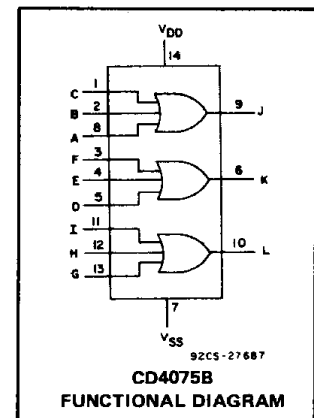 VDD
14
C 1
B 2
A 8
9 J
F 3
E 4
D 5
6 K
I 11
H 12
G 13
10 L
7
VSS
92CS-27687
CD4075B
FUNCTIONAL DIAGRAM